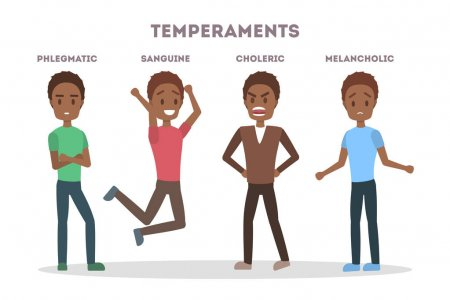 TEMPERAMENTS
PHLEGMATIC SANGUINE CHOLERIC MELANCHOLIC